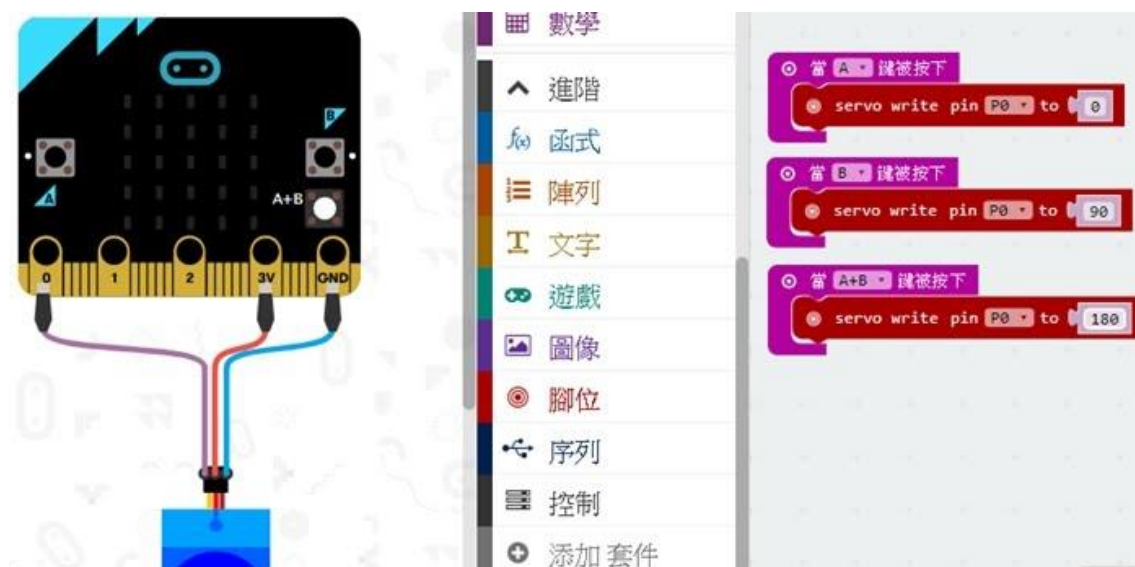 B
A
A+B
0 1 2 3V GND
數學
進階
f(x) 函式
陣列
T 文字
遊戲
圖像
腳位
序列
控制
添加 套件
當 A 鍵被按下
servo write pin P0 to 0
當 B 鍵被按下
servo write pin P0 to 90
當 A+B 鍵被按下
servo write pin P0 to 180